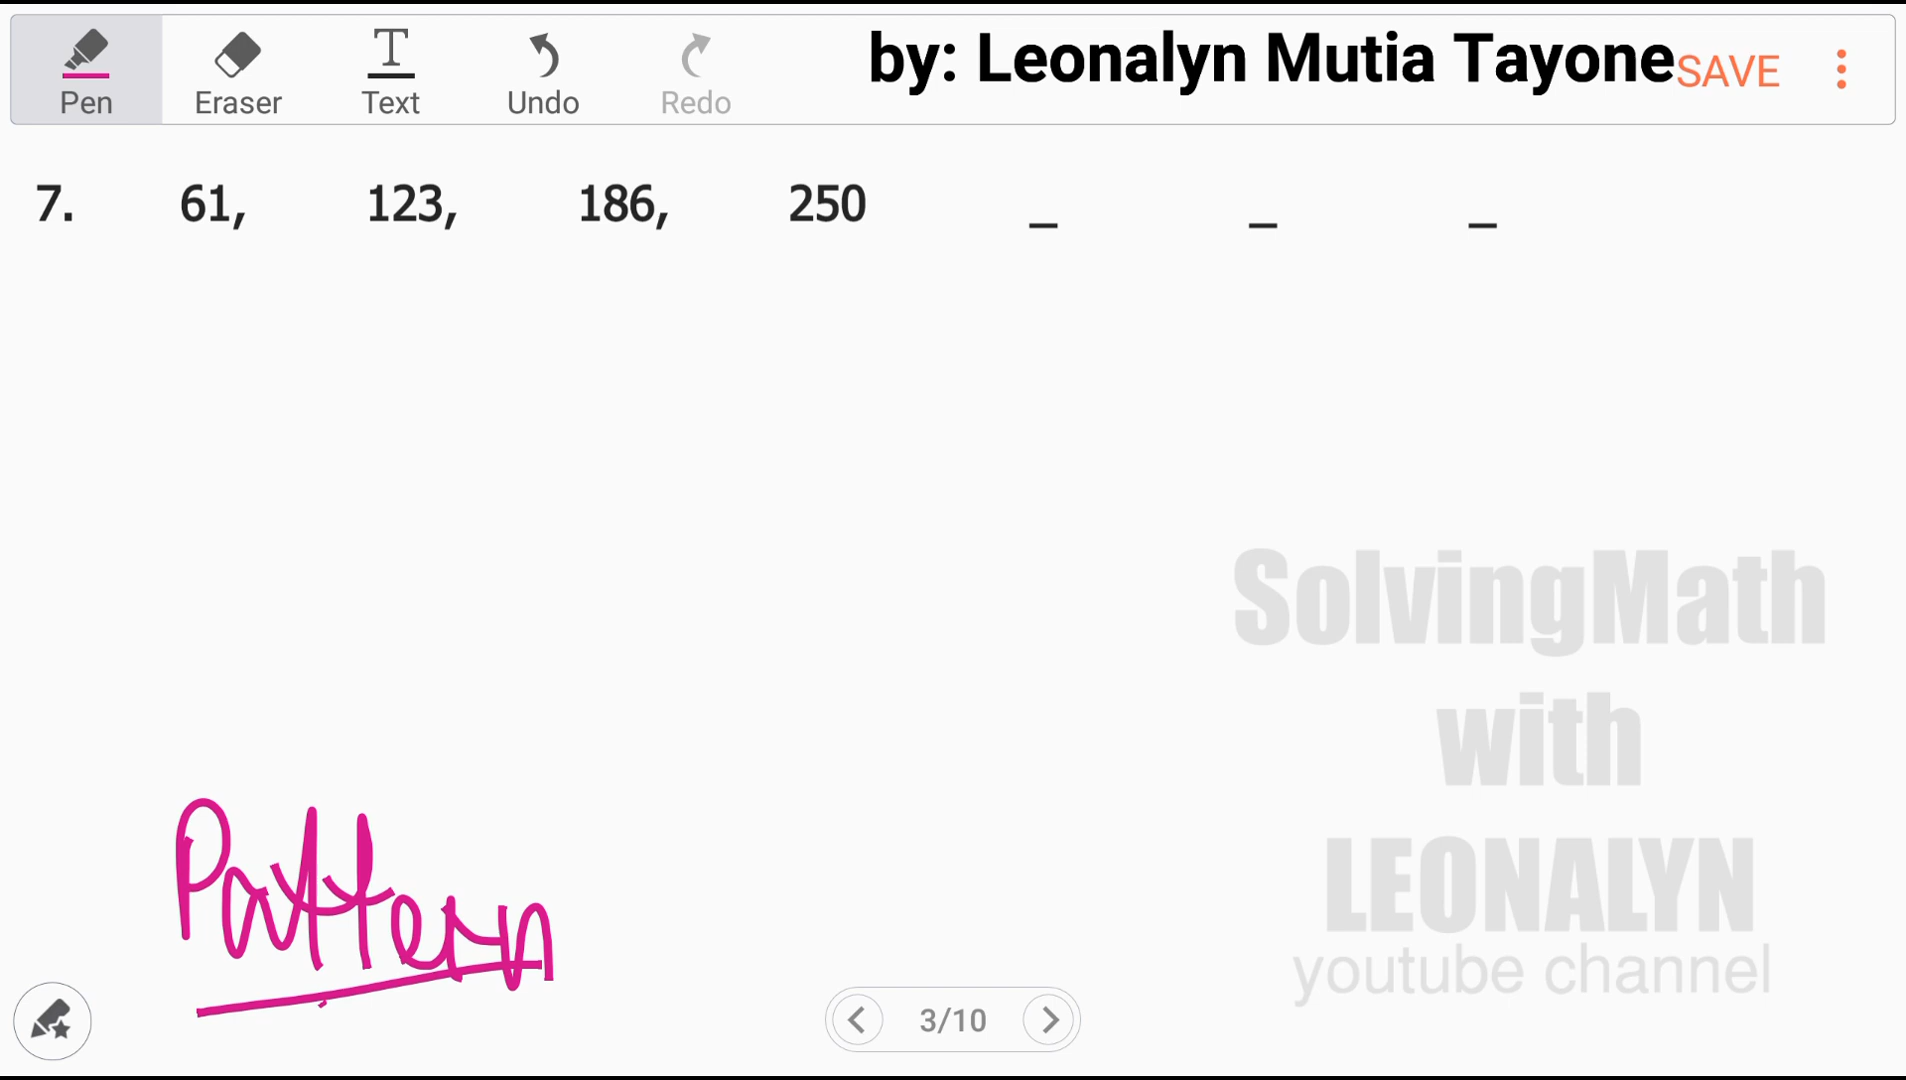 by: Leonalyn Mutia Tayone SAVE
Pen Eraser Text Undo Redo
7. 61, 123, 186, 250 _ _ _
SolvingMath
with
LEONALYN
youtube channel
Pattern
3/10